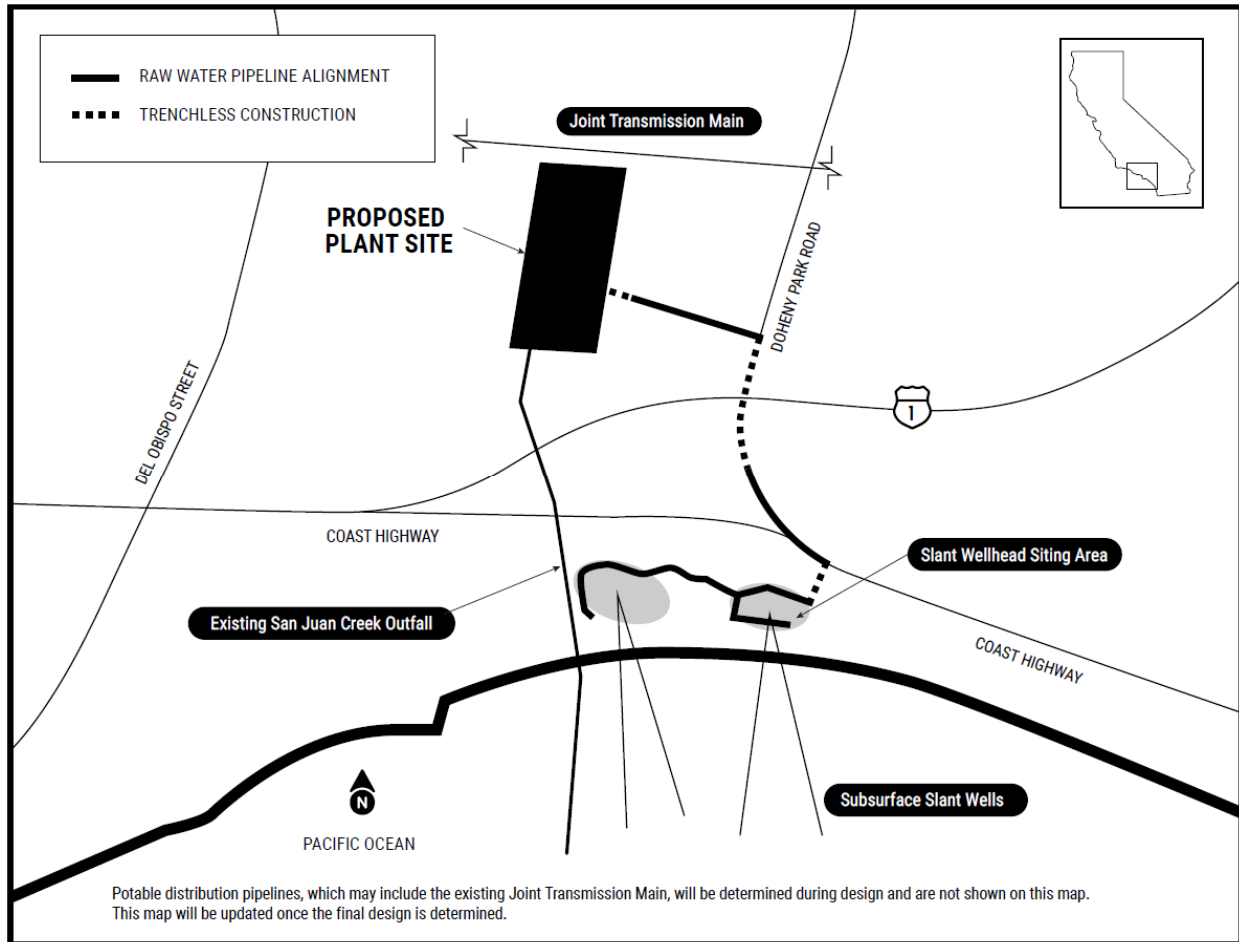 RAW WATER PIPELINE ALIGNMENT
TRENCHLESS CONSTRUCTION
Joint Transmission Main
PROPOSED
PLANT SITE
DOHENY PARK ROAD
DEL OBISPO STREET
1
COAST HIGHWAY
Slant Wellhead Siting Area
Existing San Juan Creek Outfall
COAST HIGHWAY
Subsurface Slant Wells
N
PACIFIC OCEAN
Potable distribution pipelines, which may include the existing Joint Transmission Main, will be determined during design and are not shown on this map.
This map will be updated once the final design is determined.